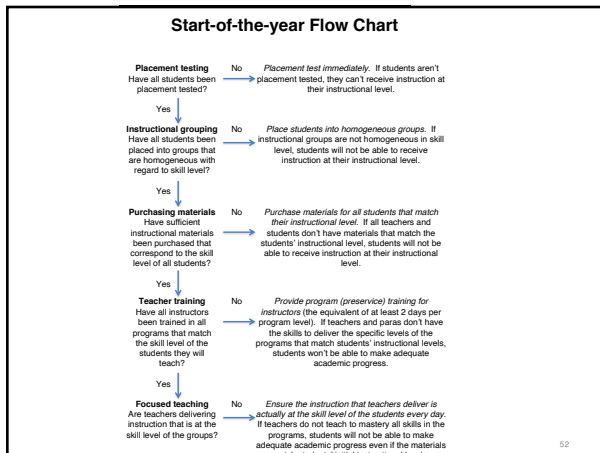 Start-of-the-year Flow Chart
Placement testing
Have all students been
placement tested?
No
Placement test immediately. If students aren't
placement tested, they can't receive instruction at
their instructional level.
Yes
Instructional grouping
Have all students been
placed into groups that
are homogeneous with
regard to skill level?
No
Place students into homogeneous groups. If
instructional groups are not homogeneous in skill
level, students will not be able to receive
instruction at their instructional level.
Yes
Purchasing materials
Have sufficient
instructional materials
been purchased that
correspond to the skill
level of all students?
No
Purchase materials for all students that match
their instructional level. If all teachers and
students don't have materials that match the
students' instructional level, students will not be
able to receive instruction at their instructional
level.
Yes
Teacher training
Have all instructors
been trained in all
programs that match
the skill level of the
students they will
teach?
No
Provide program (preservice) training for
instructors (the equivalent of at least 2 days per
program level). If teachers and paras don't have
the skills to deliver the specific levels of the
programs that match students' instructional levels,
students won't be able to make adequate
academic progress.
Yes
Focused teaching
Are teachers delivering
instruction that is at the
skill level of the groups?
No
Ensure the instruction that teachers deliver is
actually at the skill level of the students every day.
If teachers do not teach to mastery all skills in the
programs, students will not be able to make
adequate academic progress even if the materials
52